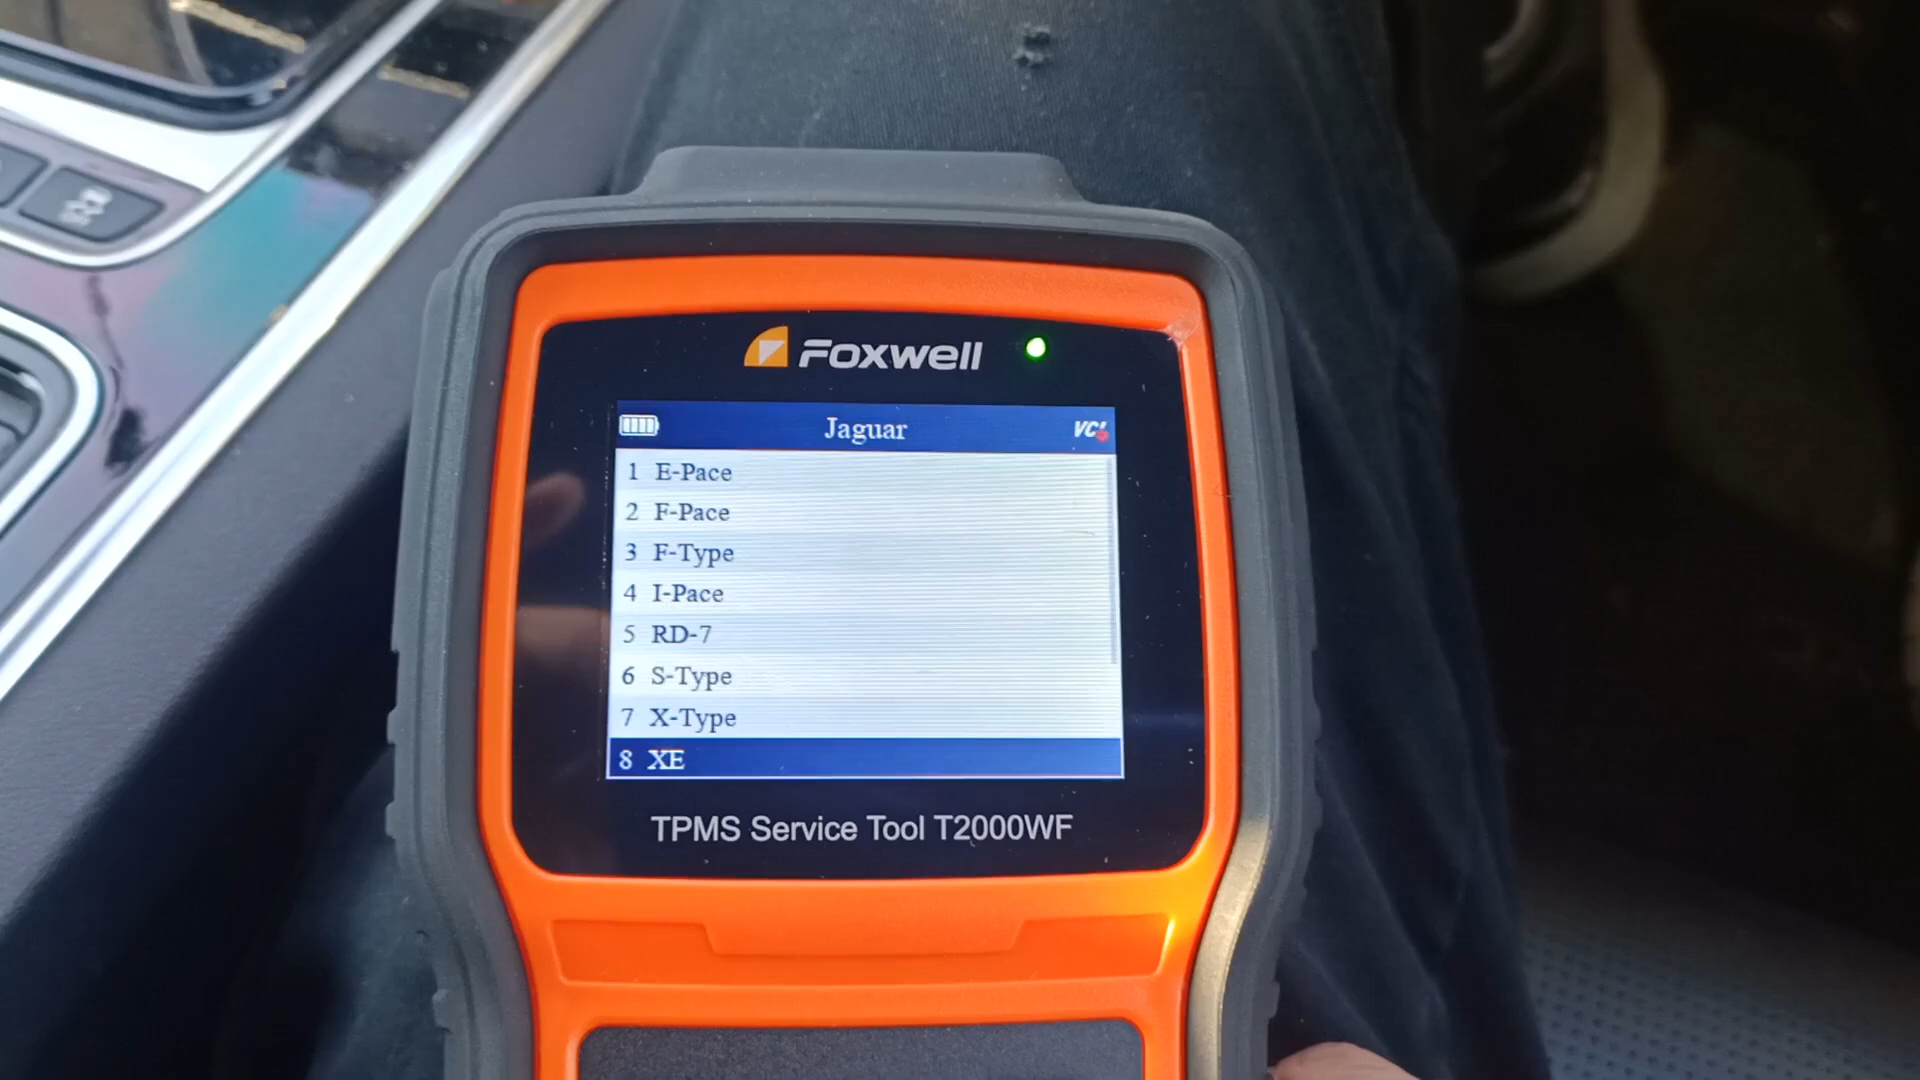 Foxwell
Jaguar
VCI
1 E-Pace
2 F-Pace
3 F-Type
4 I-Pace
5 RD-7
6 S-Type
7 X-Type
8 XE
TPMS Service Tool T2000WF